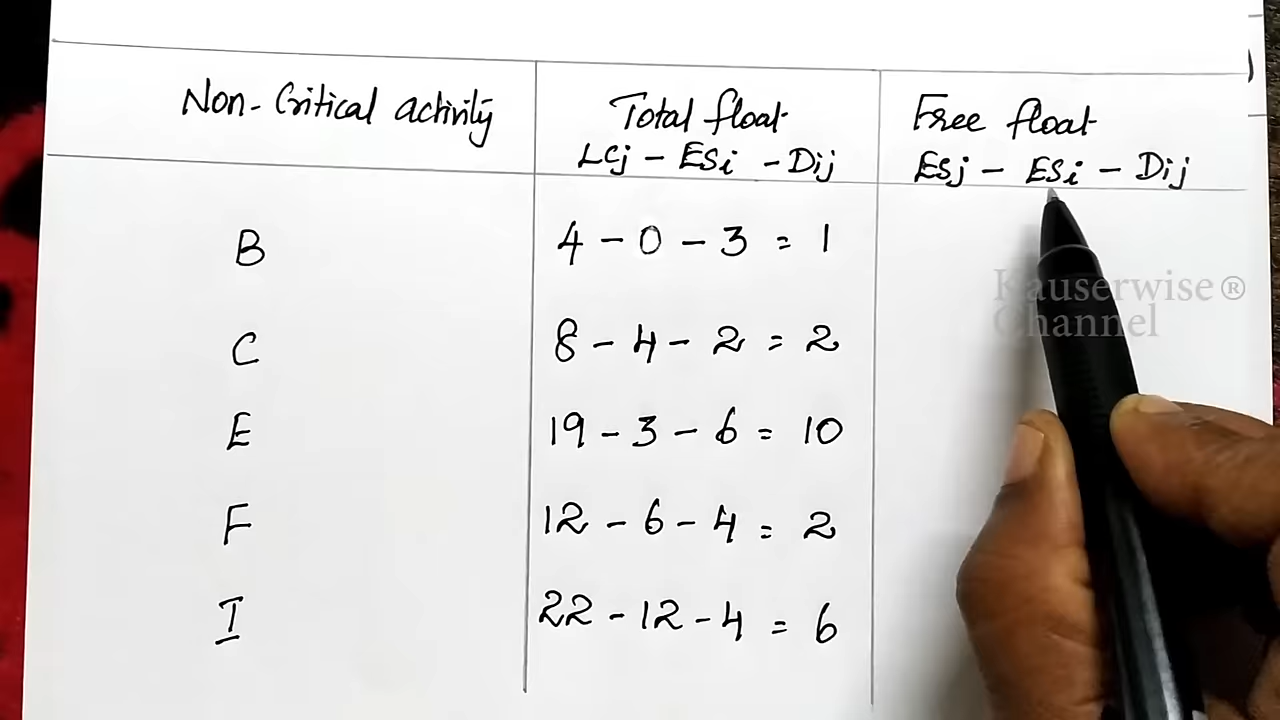 Non-Critical activity Total float Free float
LCj - ESi - Dij ESj - ESi - Dij
B 4 - 0 - 3 = 1
Kauserwise®
Channel
C 8 - 4 - 2 = 2
E 19 - 3 - 6 = 10
F 12 - 6 - 4 = 2
I 22 - 12 - 4 = 6